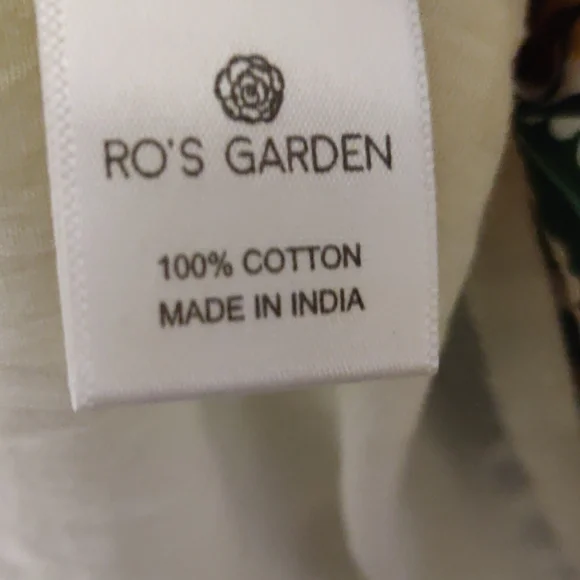 RO'S GARDEN
100% COTTON
MADE IN INDIA